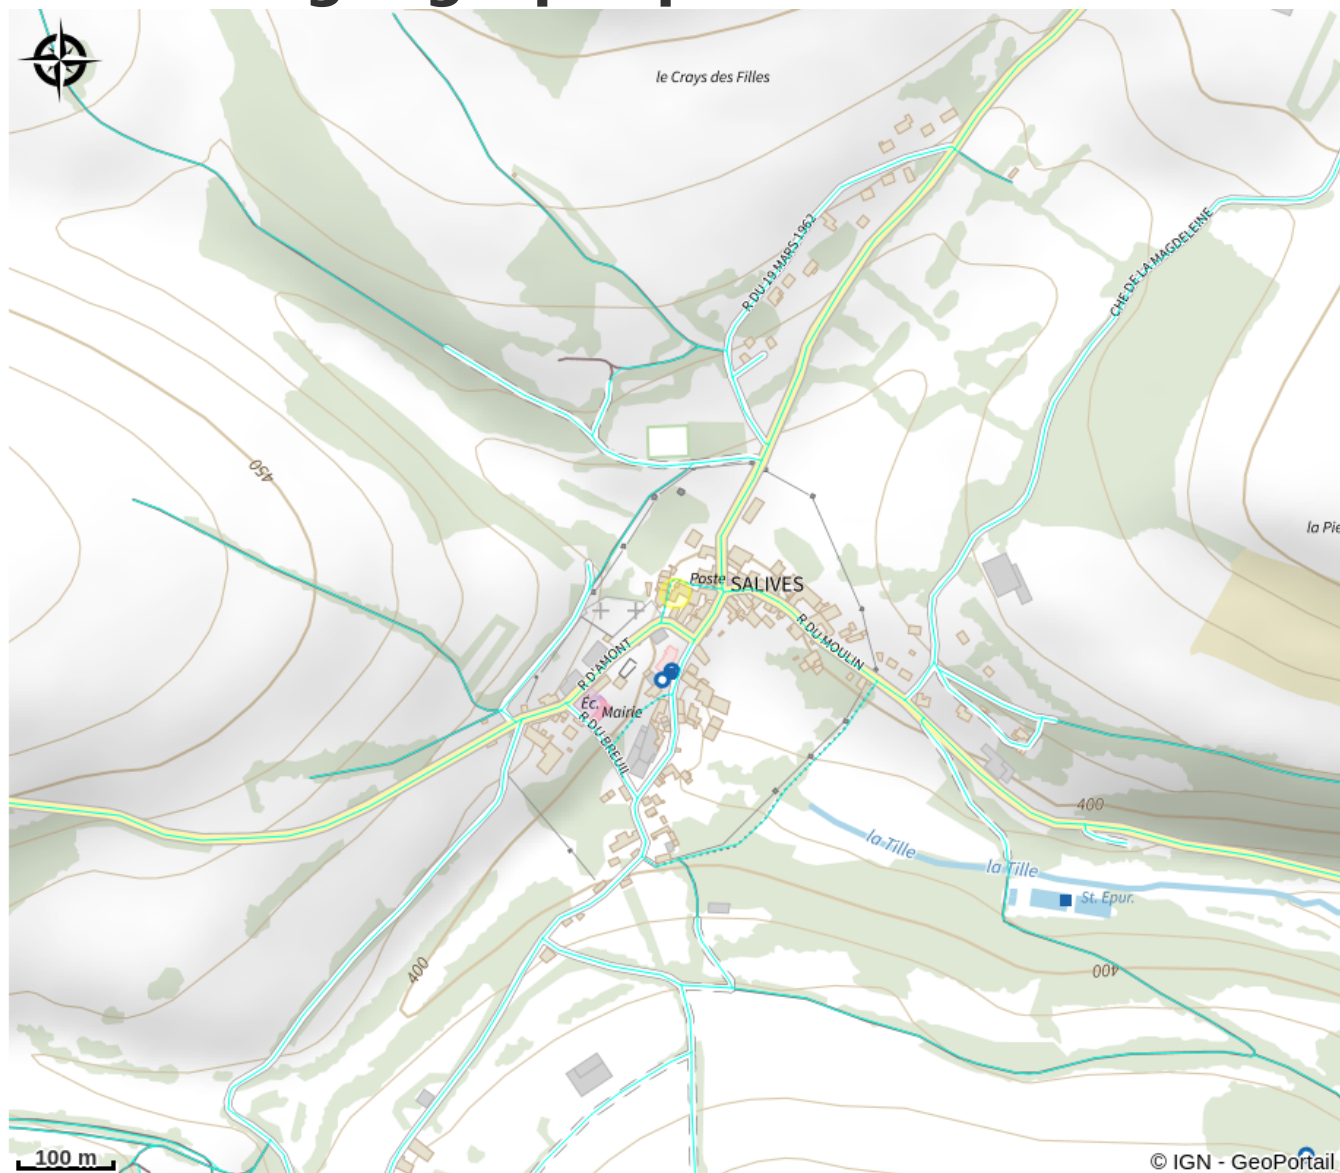 le Crays des Filles
R DU 19 MARS 1962
CHE DE LA MAGDELEINE
450
la Pie
Poste
SALIVES
R DU MOULIN
R D'AMONT
Éc.
Mairie
R DU BREUIL
400
la Tille
la Tille
St. Epur.
400
400
100 m
© IGN - GeoPortail